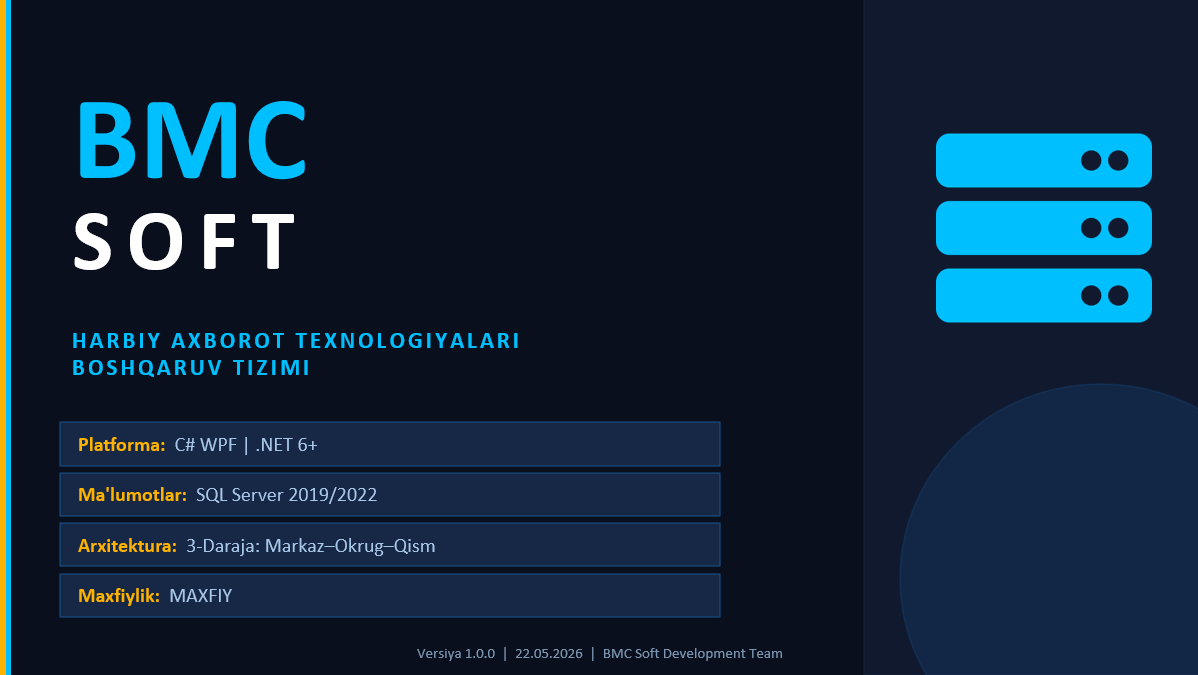 BMC
SOFT
HARBIY AXBOROT TEXNOLOGIYALARI
BOSHQARUV TIZIMI
Platforma: C# WPF | .NET 6+
Ma'lumotlar: SQL Server 2019/2022
Arxitektura: 3-Daraja: Markaz–Okrug–Qism
Maxfiylik: MAXFIY
Versiya 1.0.0 | 22.05.2026 | BMC Soft Development Team